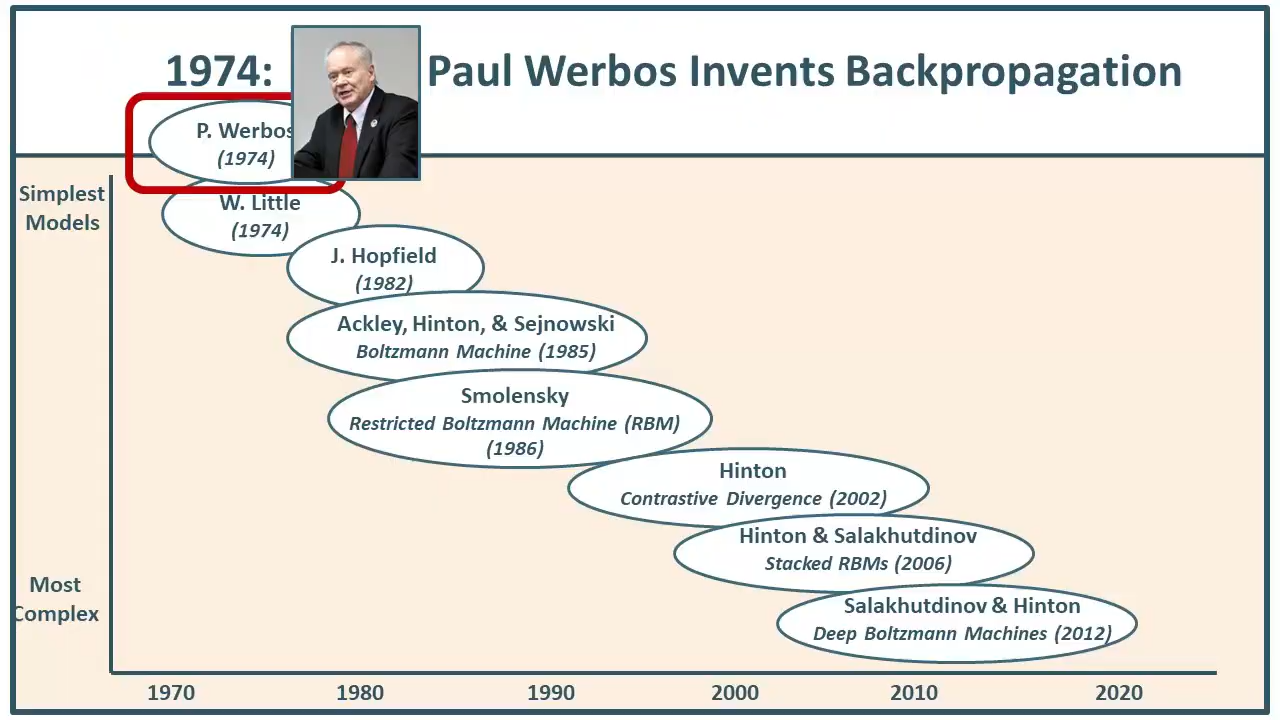 1974: Paul Werbos Invents Backpropagation
P. Werbos
(1974)
Simplest
Models
W. Little
(1974)
J. Hopfield
(1982)
Ackley, Hinton, & Sejnowski
Boltzmann Machine (1985)
Smolensky
Restricted Boltzmann Machine (RBM)
(1986)
Hinton
Contrastive Divergence (2002)
Hinton & Salakhutdinov
Stacked RBMs (2006)
Most
Complex
Salakhutdinov & Hinton
Deep Boltzmann Machines (2012)
1970 1980 1990 2000 2010 2020